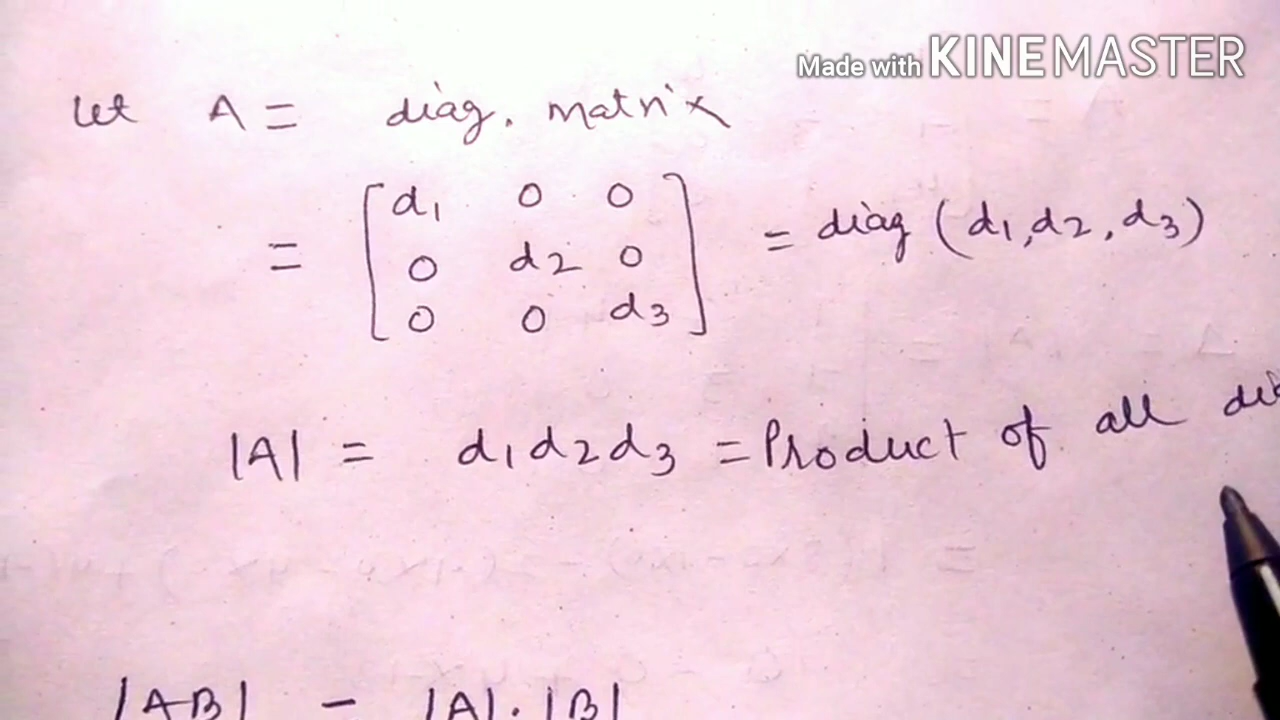 Made with KINEMASTER
Let A = diag. matrix
= [ d1 0 0
0 d2 0
0 0 d3 ] = diag (d1, d2, d3)
|A| = d1d2d3 = Product of all
|AB| = |A|.|B|